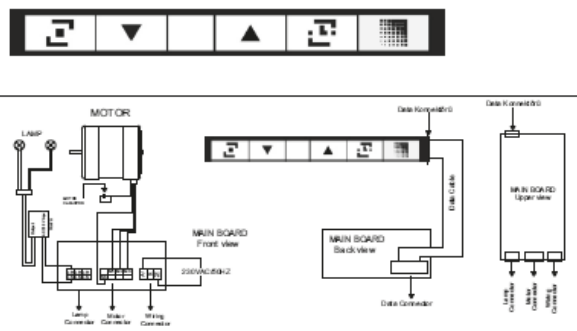 MOTOR
LAMP
Data Konnektörü
Data Konnektörü
MAIN BOARD
Front view
230VAC/50HZ
MAIN BOARD
Back view
Data Cable
MAIN BOARD
Upper view
Data Connector
Lamp
Connector
Motor
Connector
Wiring
Connector
Lamp
Connector
Motor
Connector
Wiring
Connector